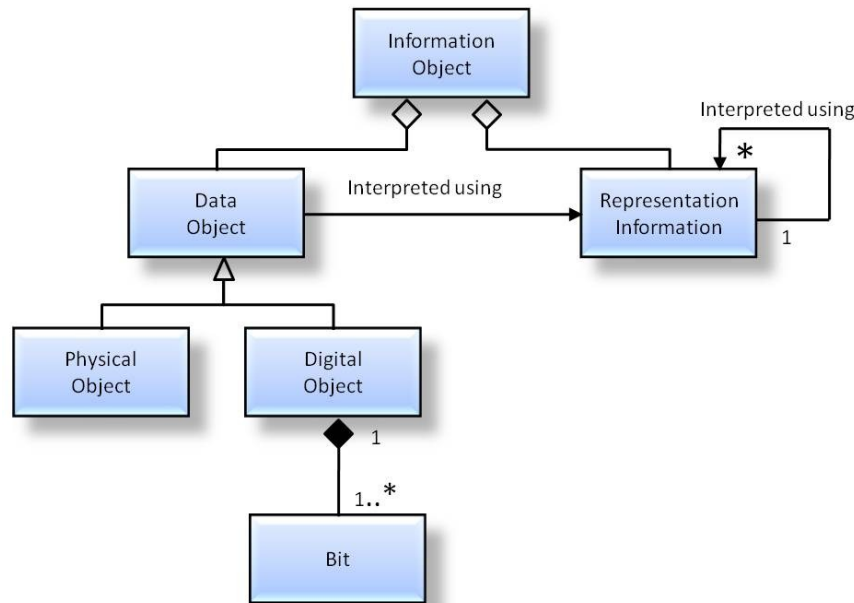 Information
Object
Interpreted using
*
Data
Object
Interpreted using
Representation
Information
1
Physical
Object
Digital
Object
1
1..*
Bit